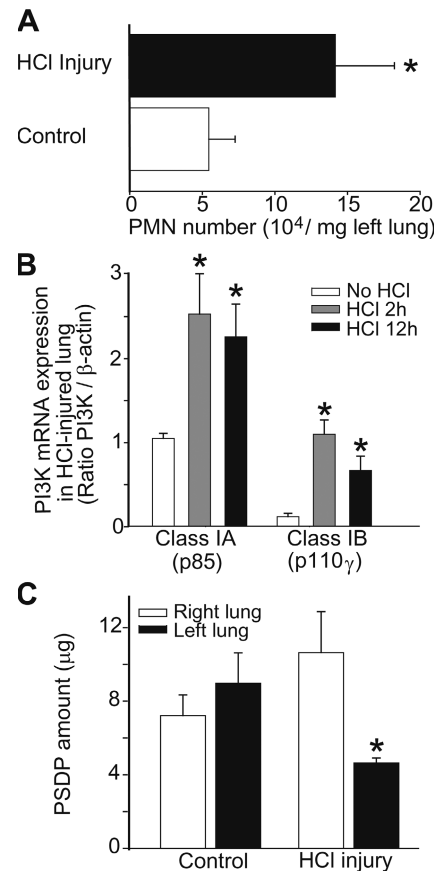 A
HCl Injury
*
Control
0 5 10 15 20
PMN number (10⁴/ mg left lung)
B
PI3K mRNA expression
in HCl-injured lung
(Ratio PI3K / β-actin)
3
2
1
0
* * * *
No HCl
HCl 2h
HCl 12h
Class IA Class IB
(p85) (p110γ)
C
PSDP amount (μg)
12
8
4
0
Right lung
Left lung
*
Control HCl injury